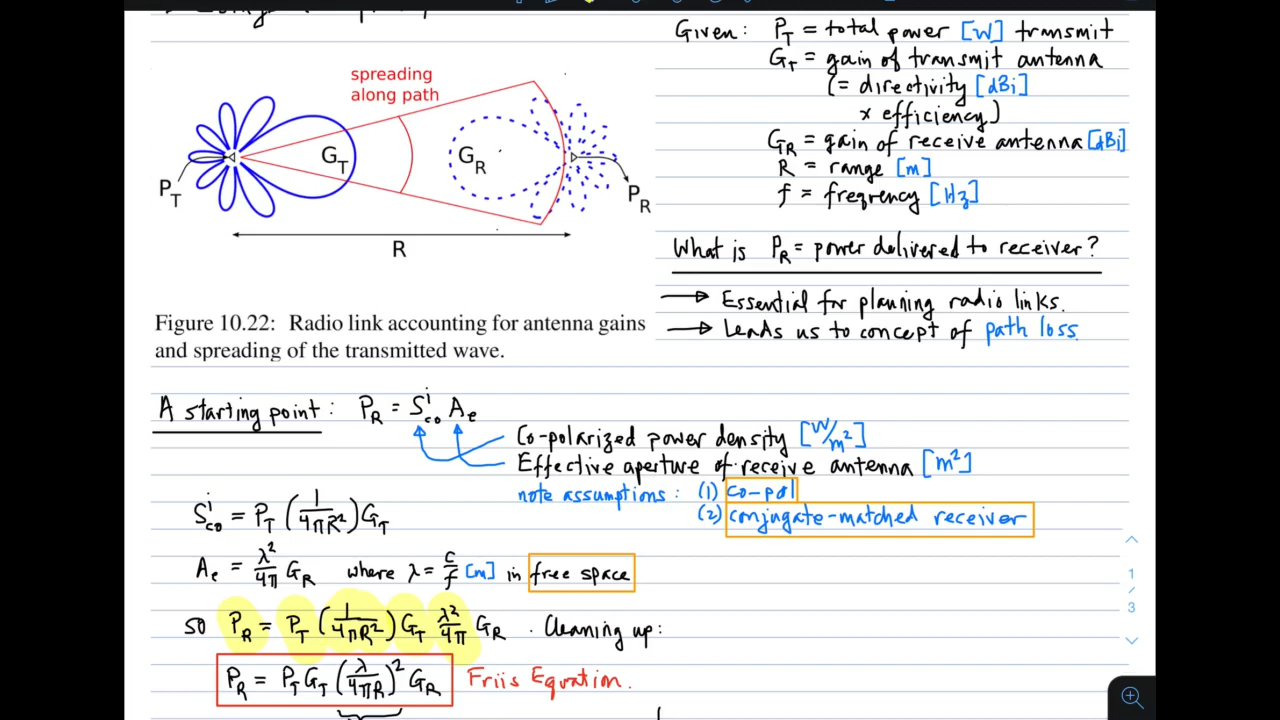 Given: P_T = total power [W] transmit
G_T = gain of transmit antenna
(= directivity [dBi]
x efficiency)
G_R = gain of receive antenna [dBi]
R = range [m]
f = freqrency [Hz]
What is P_R = power delivered to receiver?
→ Essential for planning radio links.
→ Leads us to concept of path loss.
spreading
along path
G_T
G_R
P_T
P_R
R
Figure 10.22: Radio link accounting for antenna gains
and spreading of the transmitted wave.
A starting point: P_R = S^i_co A_e
Co-polarized power density [W/m²]
Effective aperture of receive antenna [m²]
note assumptions: (1) co-pol
(2) conjugate-matched receiver
S^i_co = P_T (1/4πR²) G_T
A_e = λ²/4π G_R where λ = c/f [m] in free space
so P_R = P_T (1/4πR²) G_T λ²/4π G_R. Cleaning up:
P_R = P_T G_T (λ/4πR)² G_R Friis Equation.
1
/
3